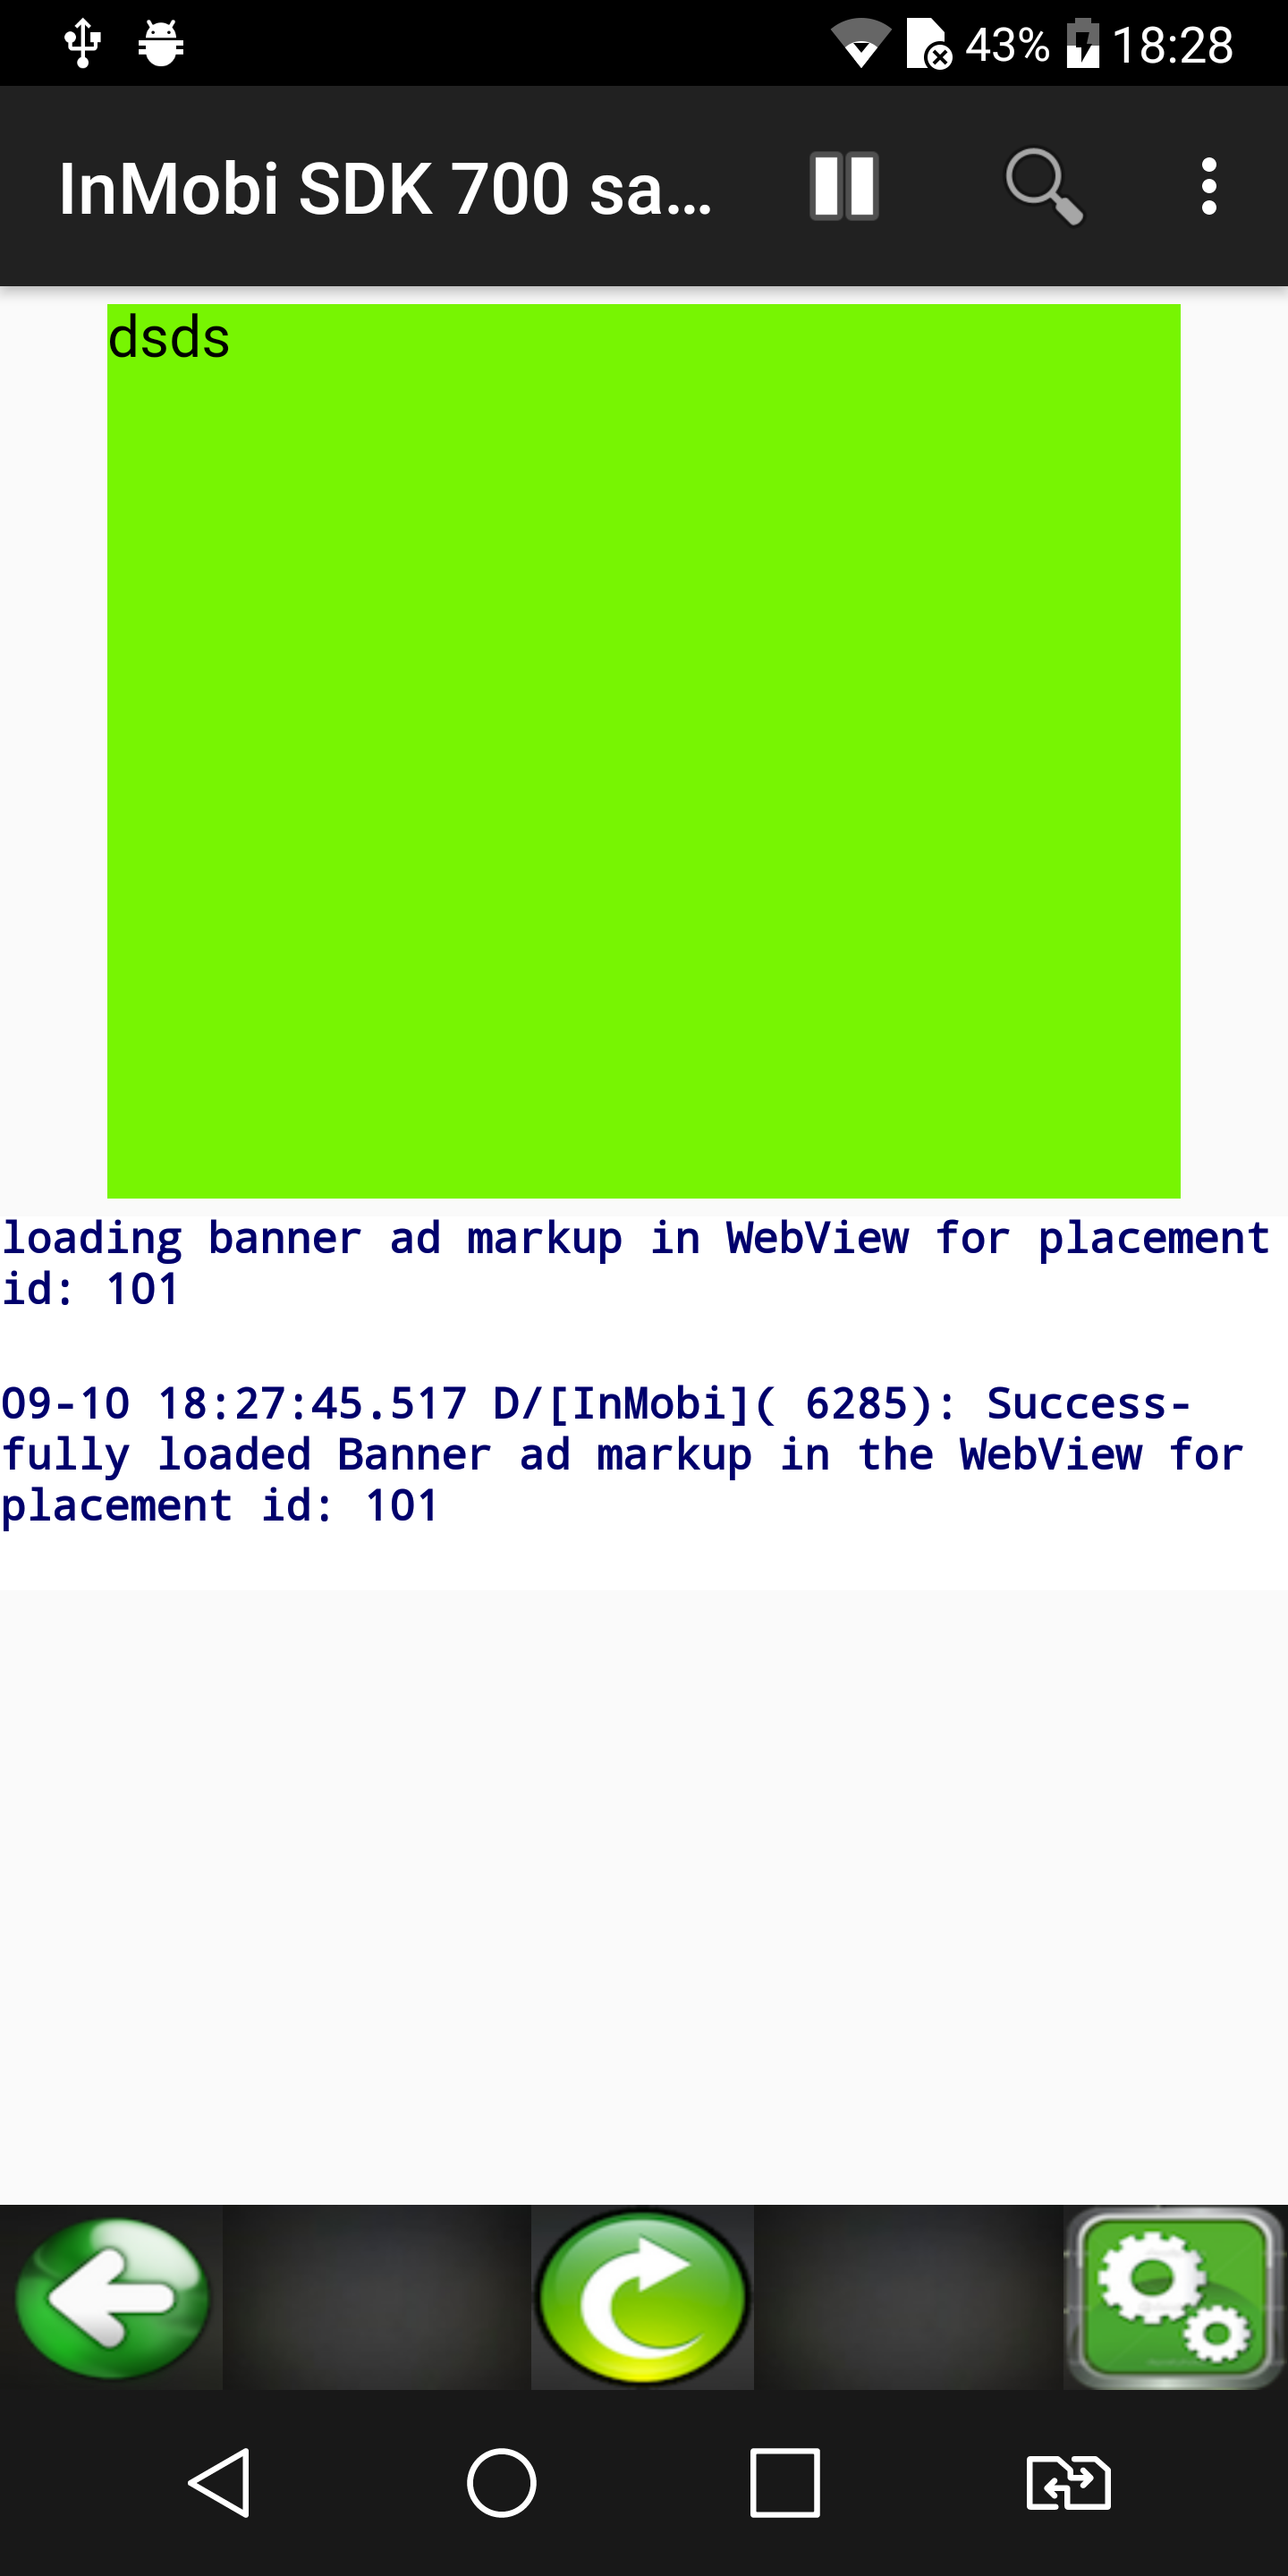 43% 18:28
InMobi SDK 700 sa...
dsds
loading banner ad markup in WebView for placement
id: 101
09-10 18:27:45.517 D/[InMobi]( 6285): Success-
fully loaded Banner ad markup in the WebView for
placement id: 101